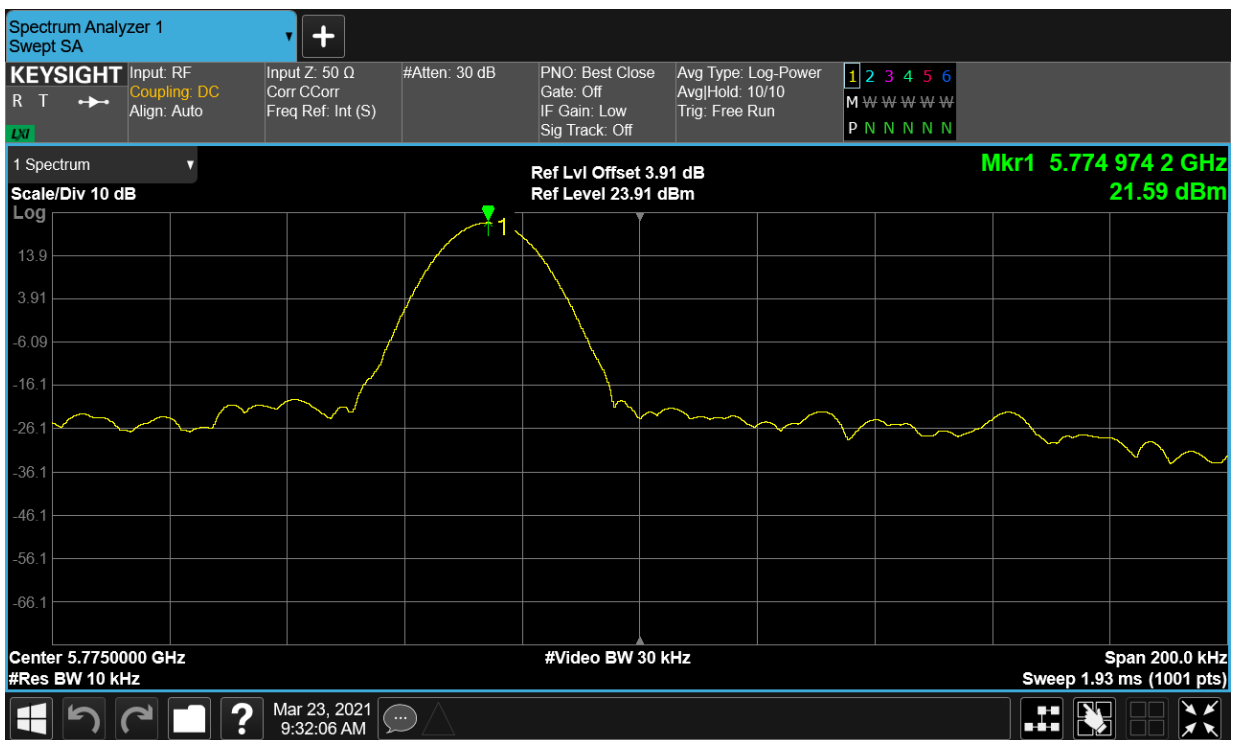 Spectrum Analyzer 1
Swept SA
KEYSIGHT
R T
LXI
Input: RF
Coupling: DC
Align: Auto
Input Z: 50 Ω
Corr CCorr
Freq Ref: Int (S)
#Atten: 30 dB
PNO: Best Close
Gate: Off
IF Gain: Low
Sig Track: Off
Avg Type: Log-Power
Avg|Hold: 10/10
Trig: Free Run
1 2 3 4 5 6
M W W W W W
P N N N N N
1 Spectrum
Scale/Div 10 dB
Log
Ref Lvl Offset 3.91 dB
Ref Level 23.91 dBm
Mkr1 5.774 974 2 GHz
21.59 dBm
1
13.9
3.91
-6.09
-16.1
-26.1
-36.1
-46.1
-56.1
-66.1
Center 5.7750000 GHz
#Res BW 10 kHz
#Video BW 30 kHz
Span 200.0 kHz
Sweep 1.93 ms (1001 pts)
?
Mar 23, 2021
9:32:06 AM